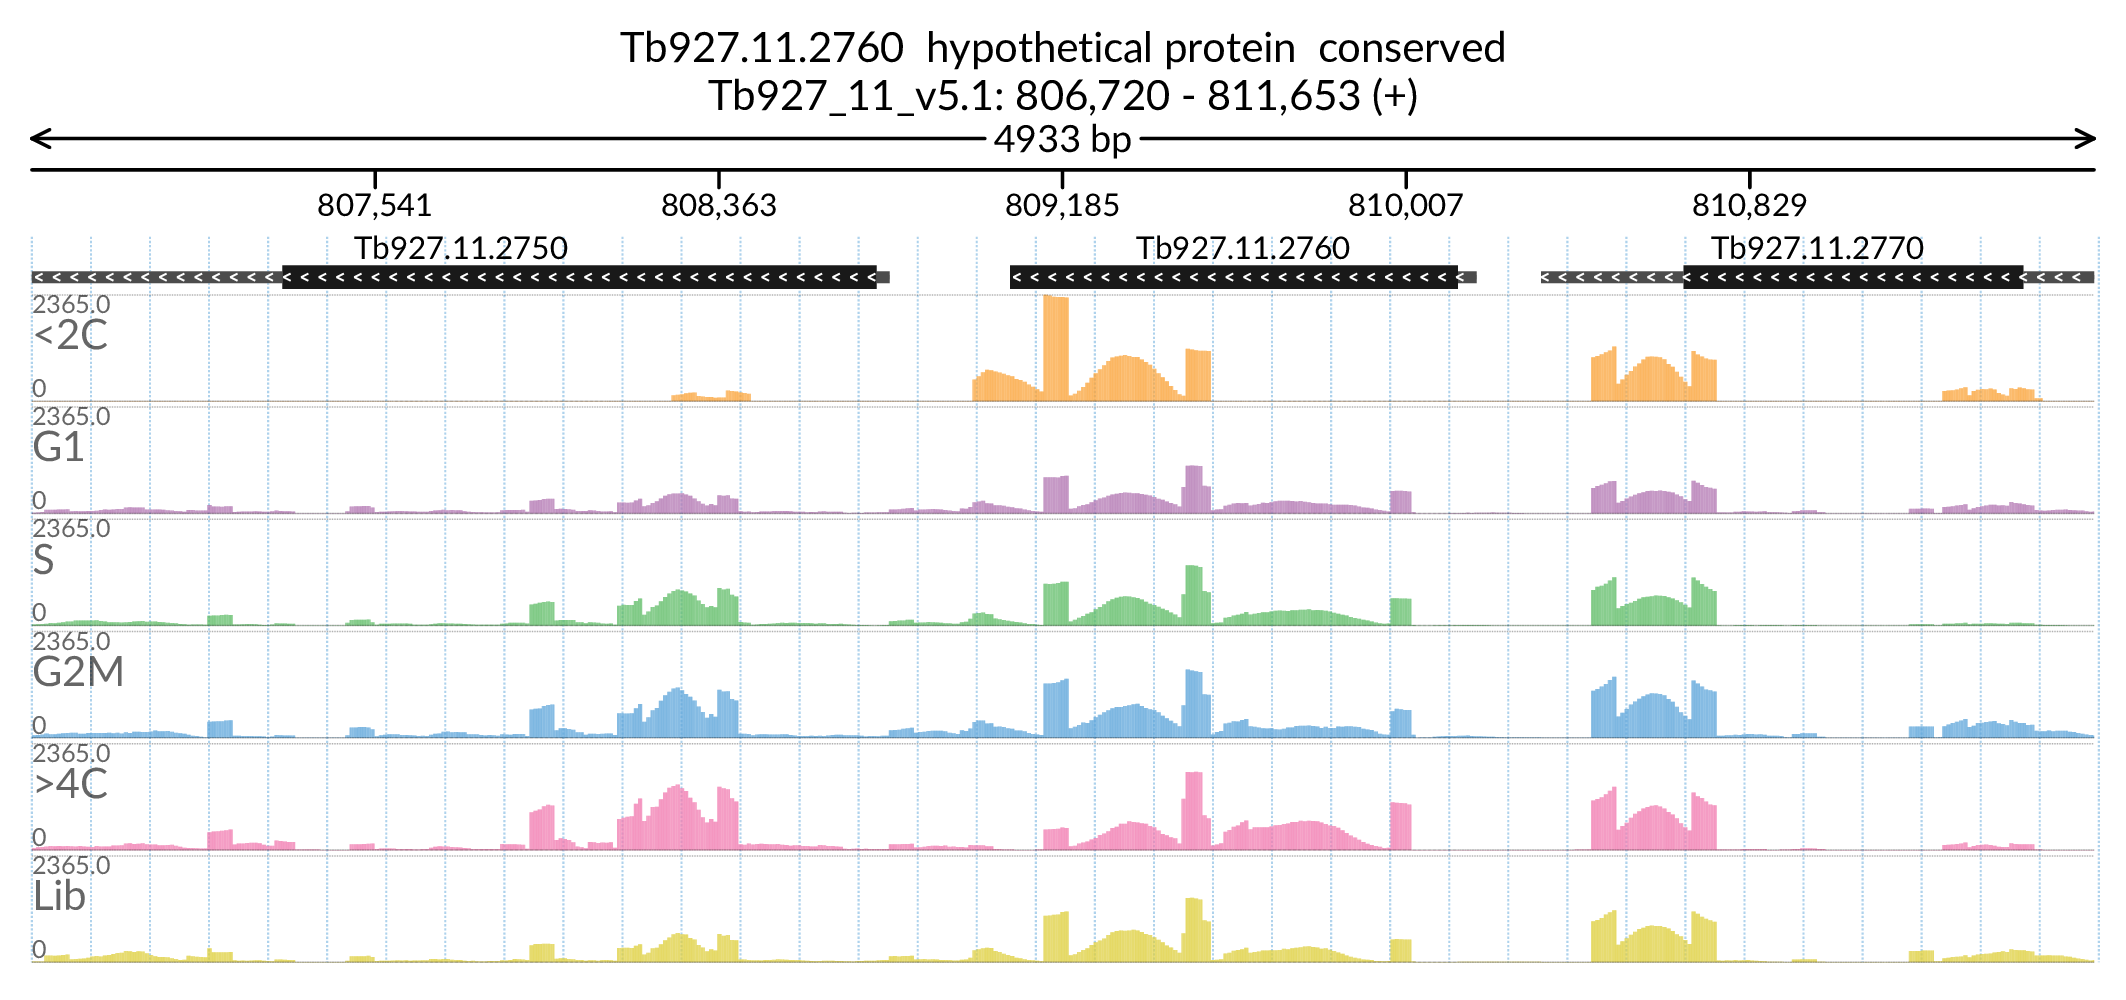 Tb927.11.2760 hypothetical protein conserved
Tb927_11_v5.1: 806,720 - 811,653 (+)
4933 bp
807,541 808,363 809,185 810,007 810,829
Tb927.11.2750 Tb927.11.2760 Tb927.11.2770
2365.0
<2C
0
2365.0
G1
0
2365.0
S
0
2365.0
G2M
0
2365.0
>4C
0
2365.0
Lib
0